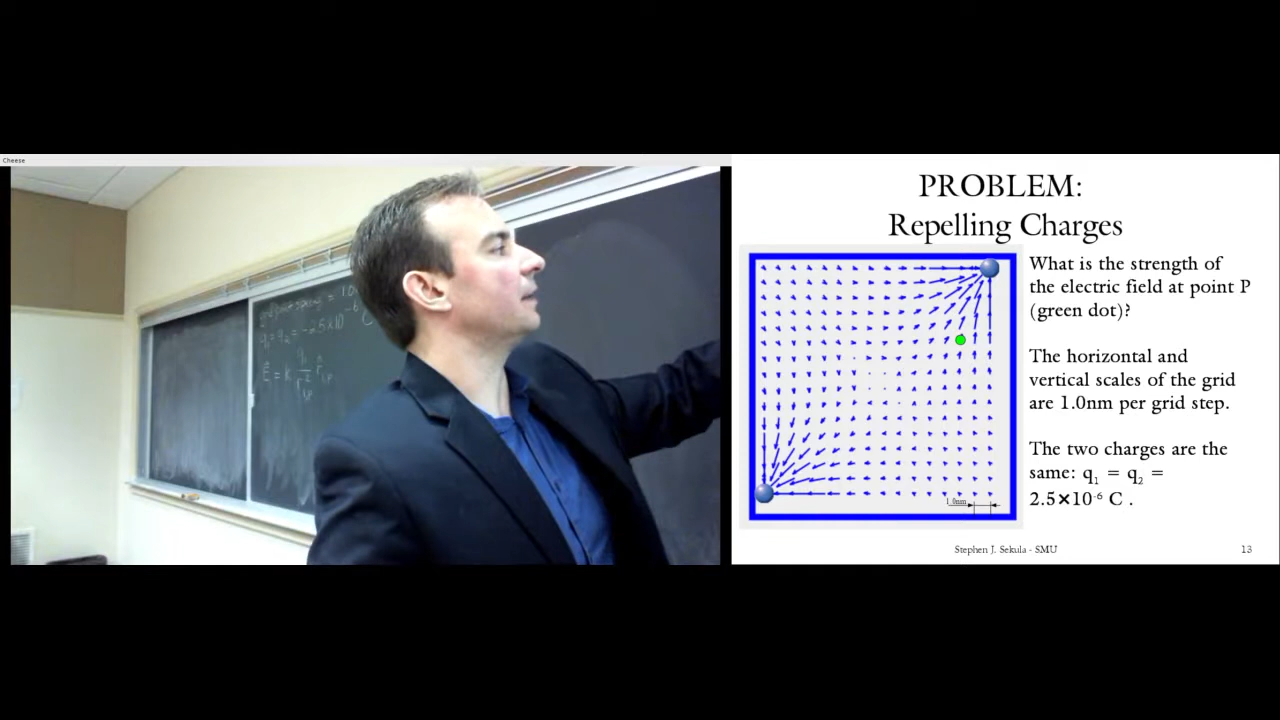 Cheese
PROBLEM:
Repelling Charges
What is the strength of
the electric field at point P
(green dot)?
The horizontal and
vertical scales of the grid
are 1.0nm per grid step.
The two charges are the
same: q₁ = q₂ =
2.5×10⁻⁶ C .
1.0nm
Stephen J. Sekula - SMU
13
q₁ = q₂ = -2.5×10⁻⁶ C